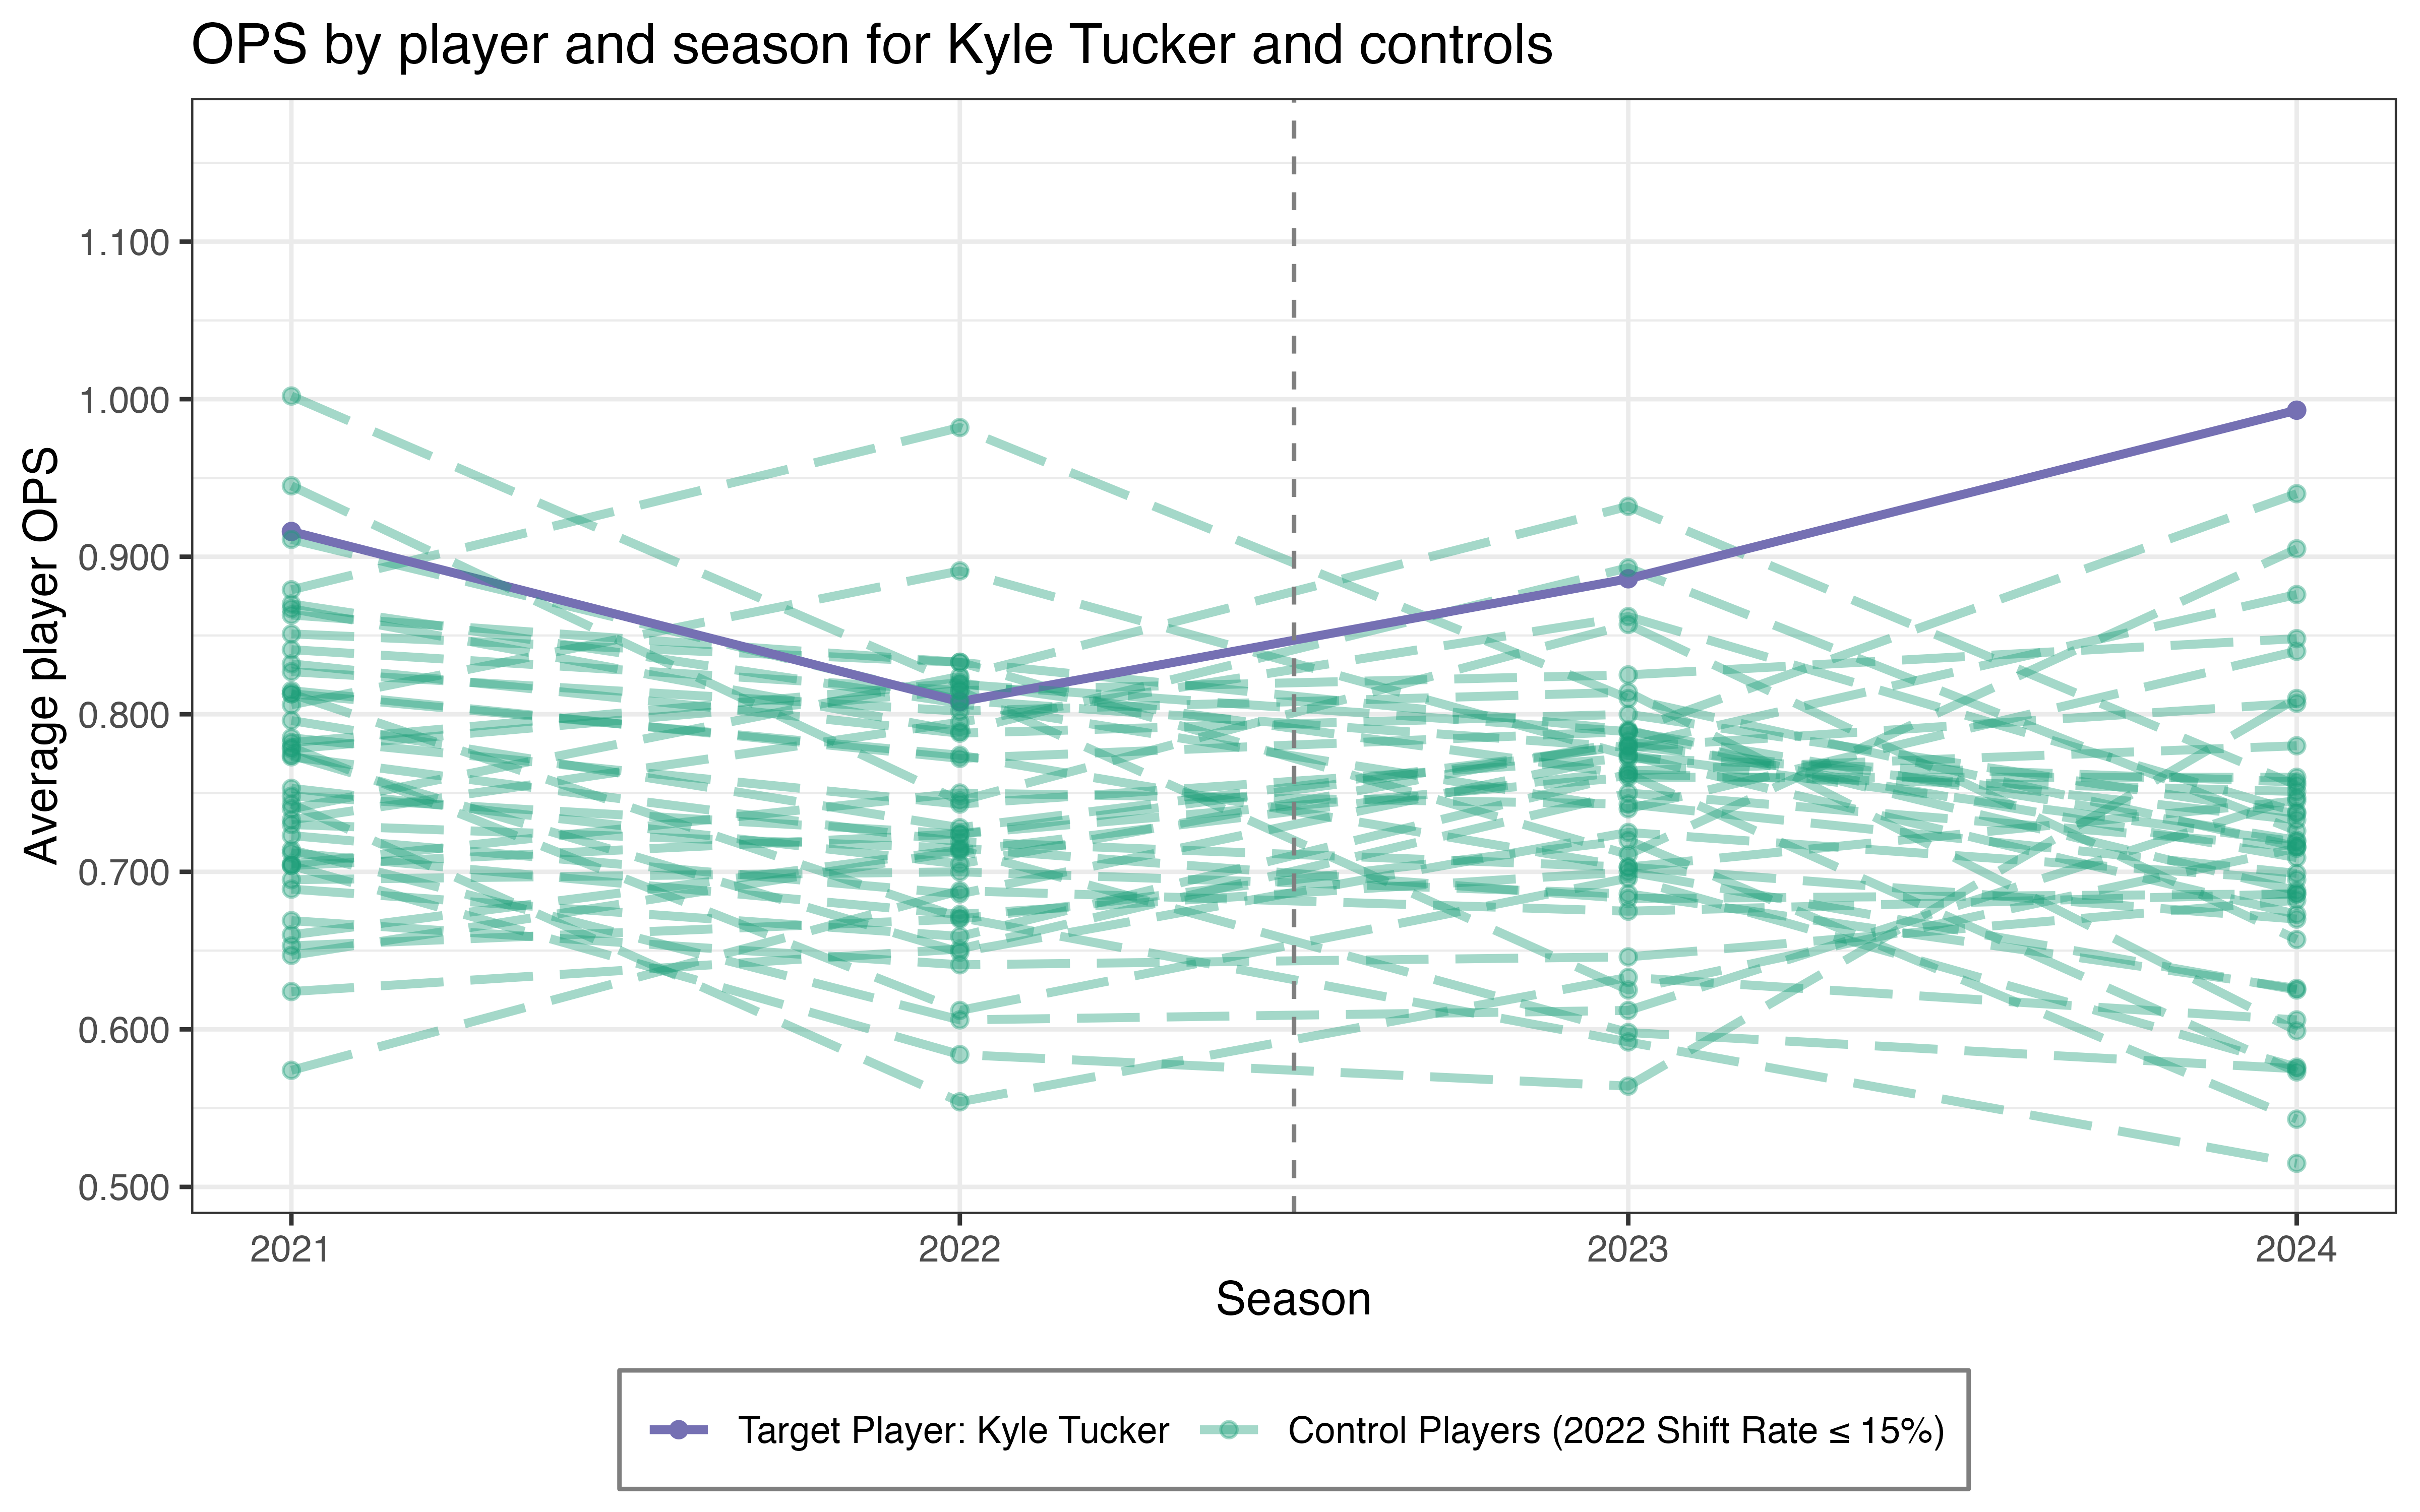 OPS by player and season for Kyle Tucker and controls
Average player OPS
1.100
1.000
0.900
0.800
0.700
0.600
0.500
2021
2022
2023
2024
Season
Target Player: Kyle Tucker
Control Players (2022 Shift Rate ≤ 15%)